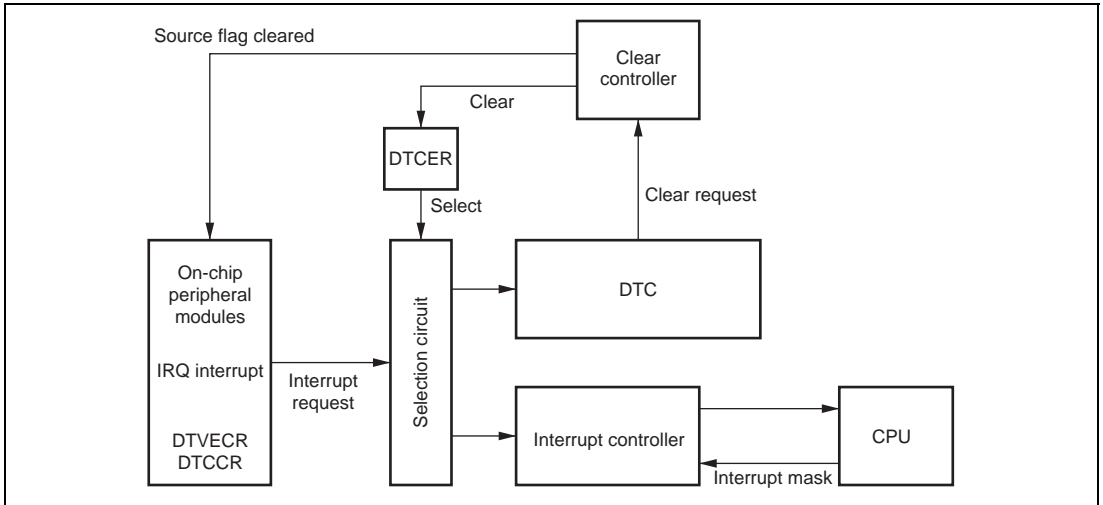 Source flag cleared
Clear
controller
Clear
DTCER
Clear request
Select
On-chip
peripheral
modules
IRQ interrupt
DTVECR
DTCCR
Interrupt
request
Selection circuit
DTC
Interrupt controller
CPU
Interrupt mask